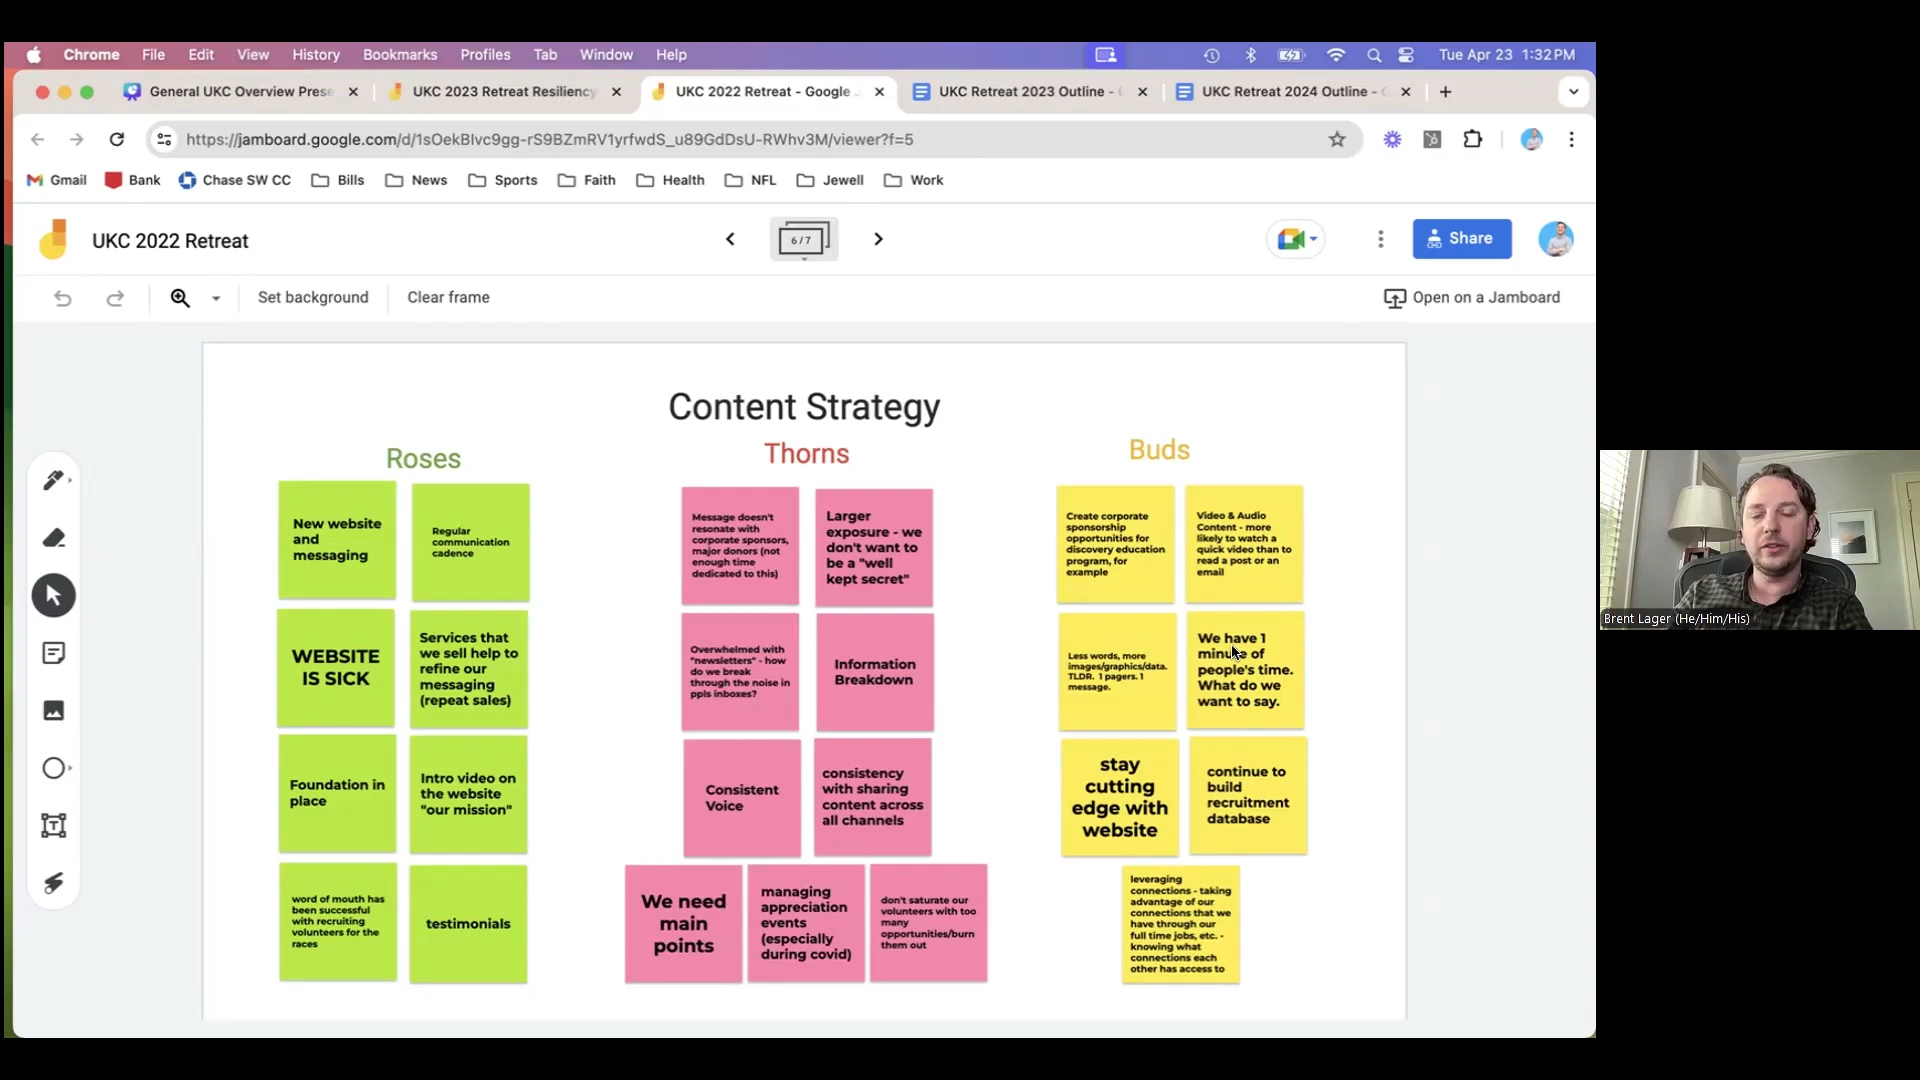 Chrome File Edit View History Bookmarks Profiles Tab Window Help Tue Apr 23 1:32 PM
General UKC Overview Prese
UKC 2023 Retreat Resiliency
UKC 2022 Retreat - Google
UKC Retreat 2023 Outline -
UKC Retreat 2024 Outline -
https://jamboard.google.com/d/1sOekBIvc9gg-rS9BZmRV1yrfwdS_u89GdDsU-RWhv3M/viewer?f=5
Gmail Bank Chase SW CC Bills News Sports Faith Health NFL Jewell Work
UKC 2022 Retreat
6 / 7
Share
Set background
Clear frame
Open on a Jamboard
Content Strategy
Roses
New website
and
messaging
Regular
communication
cadence
WEBSITE
IS SICK
Services that
we sell help to
refine our
messaging
(repeat sales)
Foundation in
place
Intro video on
the website
"our mission"
word of mouth has
been successful
with recruiting
volunteers for the
races
testimonials
Thorns
Message doesn't
resonate with
corporate sponsors,
major donors (not
enough time
dedicated to this)
Larger
exposure - we
don't want to
be a "well
kept secret"
Overwhelmed with
"newsletters" - how
do we break
through the noise in
ppls inboxes?
Information
Breakdown
Consistent
Voice
consistency
with sharing
content across
all channels
We need
main
points
managing
appreciation
events
(especially
during covid)
don't saturate our
volunteers with too
many
opportunities/burn
them out
Buds
Create corporate
sponsorship
opportunities for
discovery education
program, for
example
Video & Audio
Content - more
likely to watch a
quick video than to
read a post or an
email
Less words, more
images/graphics/data.
TLDR. 1 pagers. 1
message.
We have 1
minute of
people's time.
What do we
want to say.
stay
cutting
edge with
website
continue to
build
recruitment
database
leveraging
connections - taking
advantage of our
connections that we
have through our
full time jobs, etc. -
knowing what
connections each
other has access to
Brent Lager (He/Him/His)